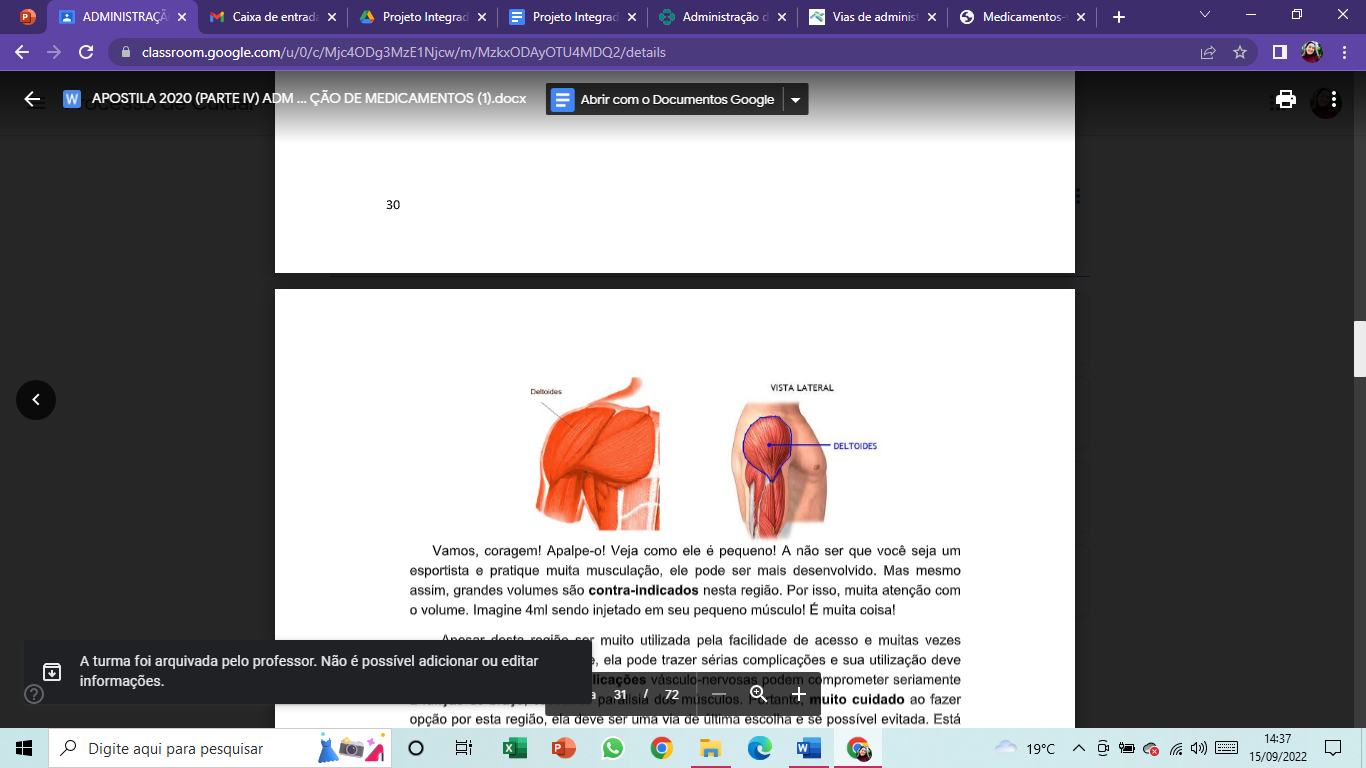 ADMINISTRAÇÃ
Caixa de entrada
Projeto Integrad
Projeto Integrad
Administração d
Vias de administ
Medicamentos-
classroom.google.com/u/0/c/Mjc4ODg3MzE1Njcw/m/MzkxODAyOTU4MDQ2/details
APOSTILA 2020 (PARTE IV) ADM ... ÇÃO DE MEDICAMENTOS (1).docx
Abrir com o Documentos Google
30
Deltoides
VISTA LATERAL
DELTOIDES
Vamos, coragem! Apalpe-o! Veja como ele é pequeno! A não ser que você seja um
esportista e pratique muita musculação, ele pode ser mais desenvolvido. Mas mesmo
assim, grandes volumes são contra-indicados nesta região. Por isso, muita atenção com
o volume. Imagine 4ml sendo injetado em seu pequeno músculo! É muita coisa!
Apesar desta região ser muito utilizada pela facilidade de acesso e muitas vezes
, ela pode trazer sérias complicações e sua utilização deve
licações vásculo-nervosas podem comprometer seriamente
paralisia dos músculos. Portanto, muito cuidado ao fazer
opção por esta região, ela deve ser uma via de última escolha e se possível evitada. Está
A turma foi arquivada pelo professor. Não é possível adicionar ou editar
informações.
a 31 / 72
Digite aqui para pesquisar
19°C
14:37
15/09/2022